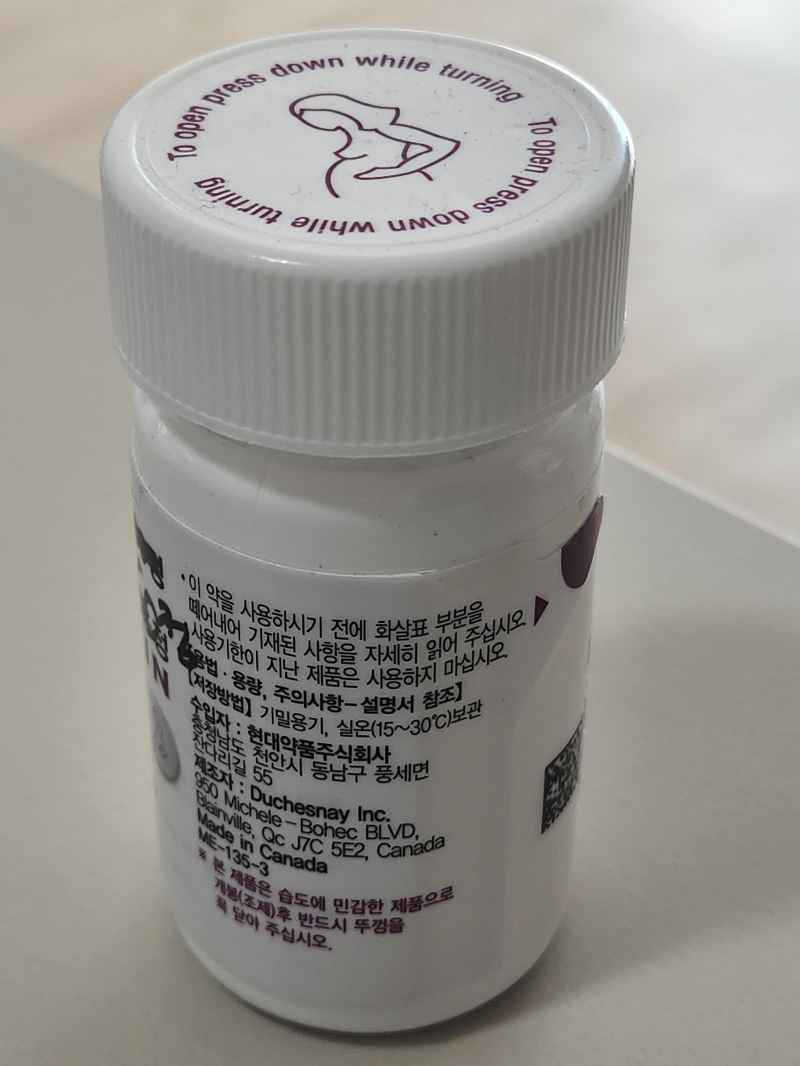 To open press down while turning
To open press down while turning
• 이 약을 사용하시기 전에 화살표 부분을
떼어내어 기재된 사항을 자세히 읽어 주십시오.
사용기한이 지난 제품은 사용하지 마십시오.
용법 · 용량, 주의사항-설명서 참조】
【저장방법】 기밀용기, 실온(15~30℃)보관
수입자 : 현대약품주식회사
충청남도 천안시 동남구 풍세면
잔다리길 55
제조자 : Duchesnay Inc.
950 Michele-Bohec BLVD,
Blainville, Qc J7C 5E2, Canada
Made in Canada
ME-135-3
※ 본 제품은 습도에 민감한 제품으로
개봉(조제)후 반드시 뚜껑을
꼭 닫아 주십시오.